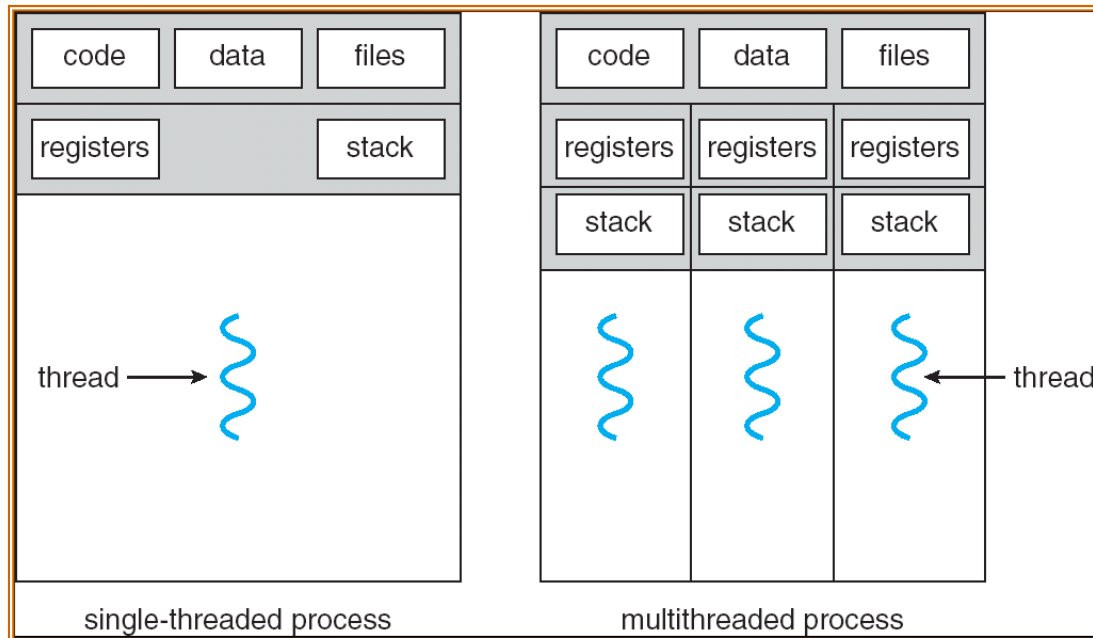 code data files
registers stack
thread
single-threaded process
code data files
registers registers registers
stack stack stack
thread
multithreaded process